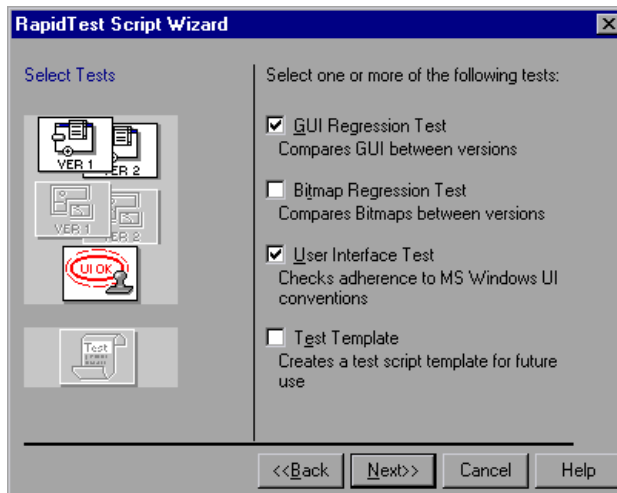 RapidTest Script Wizard
Select Tests
VER 1
VER 2
VER 1
VER 2
UI OK
Test
Select one or more of the following tests:
GUI Regression Test
Compares GUI between versions
Bitmap Regression Test
Compares Bitmaps between versions
User Interface Test
Checks adherence to MS Windows UI
conventions
Test Template
Creates a test script template for future
use
<<Back
Next>>
Cancel
Help